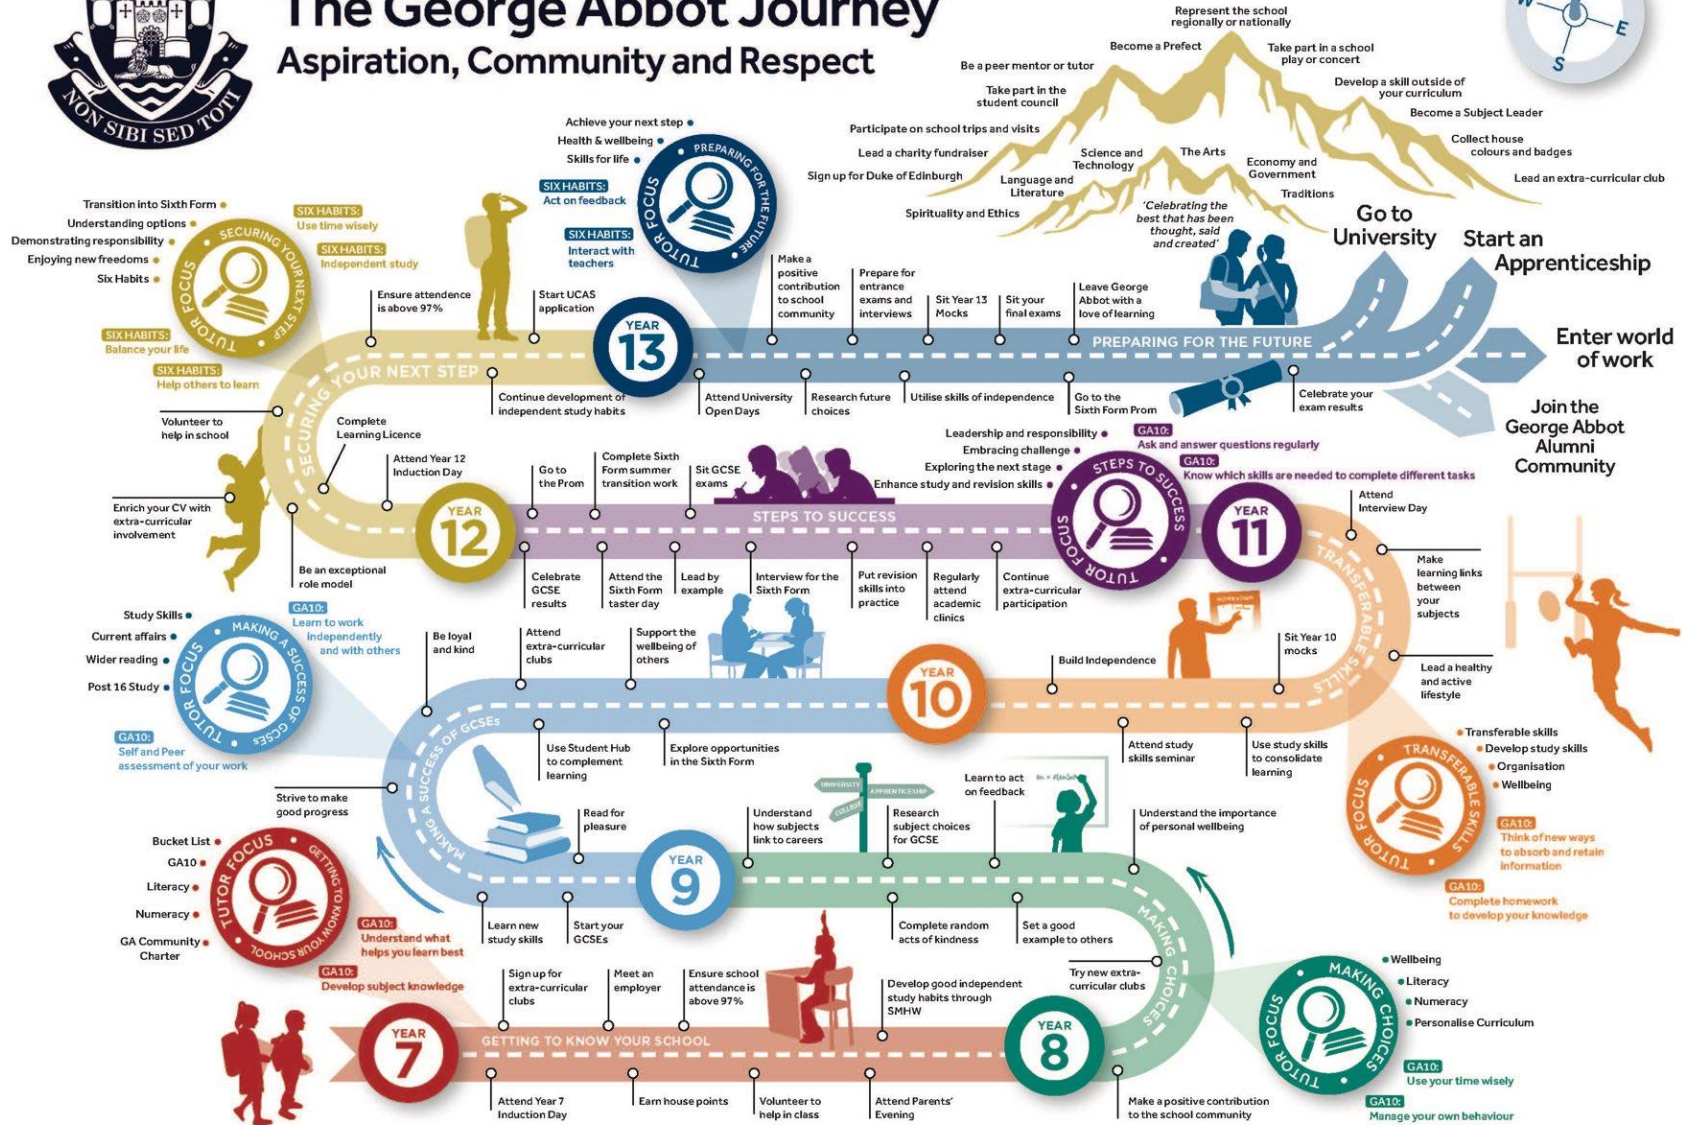 The George Abbot Journey
Aspiration, Community and Respect
NON SIBI SED TOTI
W
E
S
Represent the school
regionally or nationally
Become a Prefect
Take part in a school
play or concert
Be a peer mentor or tutor
Develop a skill outside of
your curriculum
Take part in the
student council
Become a Subject Leader
Participate on school trips and visits
Collect house
colours and badges
Lead a charity fundraiser
Sign up for Duke of Edinburgh
Lead an extra-curricular club
Science and
Technology
The Arts
Economy and
Government
Language and
Literature
Traditions
Spirituality and Ethics
'Celebrating the
best that has been
thought, said
and created'
Go to
University
Start an
Apprenticeship
Enter world
of work
Join the
George Abbot
Alumni
Community
Achieve your next step
Health & wellbeing
Skills for life
SIX HABITS:
Act on feedback
SIX HABITS:
Interact with
teachers
TUTOR FOCUS
PREPARING FOR THE FUTURE
Transition into Sixth Form
Understanding options
Demonstrating responsibility
Enjoying new freedoms
Six Habits
SIX HABITS:
Use time wisely
SIX HABITS:
Independent study
SIX HABITS:
Balance your life
SIX HABITS:
Help others to learn
TUTOR FOCUS
SECURING YOUR NEXT STEP
Ensure attendence
is above 97%
Start UCAS
application
YEAR
13
Make a
positive
contribution
to school
community
Prepare for
entrance
exams and
interviews
Sit Year 13
Mocks
Sit your
final exams
Leave George
Abbot with a
love of learning
PREPARING FOR THE FUTURE
SECURING YOUR NEXT STEP
Continue development of
independent study habits
Attend University
Open Days
Research future
choices
Utilise skills of independence
Go to the
Sixth Form Prom
Celebrate your
exam results
Volunteer to
help in school
Complete
Learning Licence
Attend Year 12
Induction Day
Enrich your CV with
extra-curricular
involvement
Be an exceptional
role model
YEAR
12
Go to
the Prom
Complete Sixth
Form summer
transition work
Sit GCSE
exams
STEPS TO SUCCESS
Leadership and responsibility
Embracing challenge
Exploring the next stage
Enhance study and revision skills
GA10:
Ask and answer questions regularly
GA10:
Know which skills are needed to complete different tasks
TUTOR FOCUS
STEPS TO SUCCESS
YEAR
11
Celebrate
GCSE
results
Attend the
Sixth Form
taster day
Lead by
example
Interview for the
Sixth Form
Put revision
skills into
practice
Regularly
attend
academic
clinics
Continue
extra-curricular
participation
Attend
Interview Day
Make
learning links
between
your
subjects
TRANSFERABLE SKILLS
Lead a healthy
and active
lifestyle
Sit Year 10
mocks
Build Independence
YEAR
10
Attend study
skills seminar
Use study skills
to consolidate
learning
Transferable skills
Develop study skills
Organisation
Wellbeing
TUTOR FOCUS
TRANSFERABLE SKILLS
GA10:
Think of new ways
to absorb and retain
information
GA10:
Complete homework
to develop your knowledge
Study Skills
Current affairs
Wider reading
Post 16 Study
GA10:
Learn to work
independently
and with others
GA10:
Self and Peer
assessment of your work
TUTOR FOCUS
MAKING A SUCCESS OF GCSEs
Be loyal
and kind
Attend
extra-curricular
clubs
Support the
wellbeing of
others
Use Student Hub
to complement
learning
Explore opportunities
in the Sixth Form
MAKING A SUCCESS OF GCSEs
Strive to make
good progress
Read for
pleasure
YEAR
9
Learn new
study skills
Start your
GCSEs
Understand
how subjects
link to careers
UNIVERSITY
APPRENTICESHIP
COLLEGE
Research
subject choices
for GCSE
Learn to act
on feedback
Understand the importance
of personal wellbeing
Complete random
acts of kindness
Set a good
example to others
MAKING CHOICES
Try new extra-
curricular clubs
Bucket List
GA10
Literacy
Numeracy
GA Community
Charter
TUTOR FOCUS
GETTING TO KNOW YOUR SCHOOL
GA10:
Understand what
helps you learn best
GA10:
Develop subject knowledge
YEAR
7
Sign up for
extra-curricular
clubs
Meet an
employer
Ensure school
attendance is
above 97%
Develop good independent
study habits through
SMHW
GETTING TO KNOW YOUR SCHOOL
Attend Year 7
Induction Day
Earn house points
Volunteer to
help in class
Attend Parents'
Evening
YEAR
8
Make a positive contribution
to the school community
Wellbeing
Literacy
Numeracy
Personalise Curriculum
TUTOR FOCUS
MAKING CHOICES
GA10:
Use your time wisely
GA10:
Manage your own behaviour